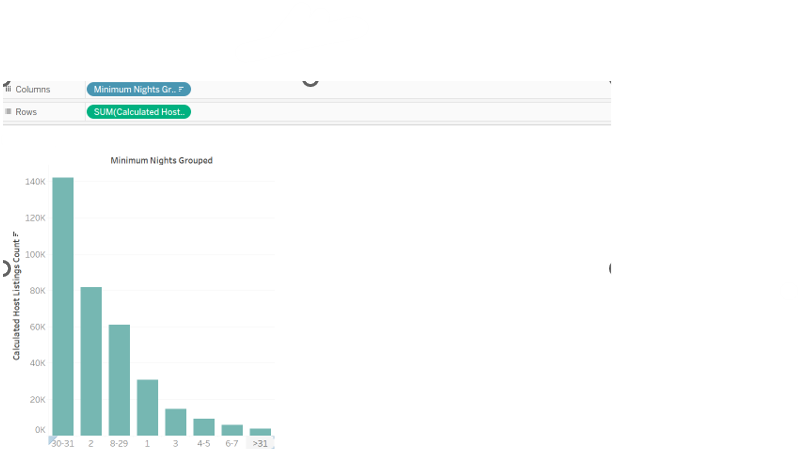 Columns
Minimum Nights Gr..
Rows
SUM(Calculated Host..
Minimum Nights Grouped
Calculated Host Listings Count
140K
120K
100K
80K
60K
40K
20K
0K
30-31 2 8-29 1 3 4-5 6-7 >31